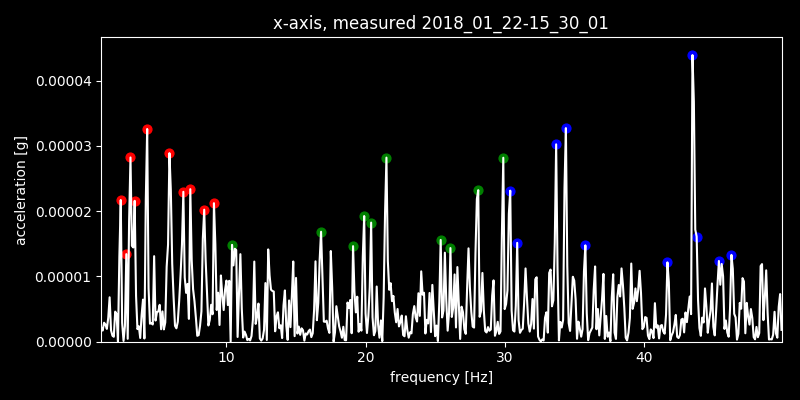 x-axis, measured 2018_01_22-15_30_01
0.00004
0.00003
0.00002
0.00001
0.00000
acceleration [g]
10 20 30 40
frequency [Hz]